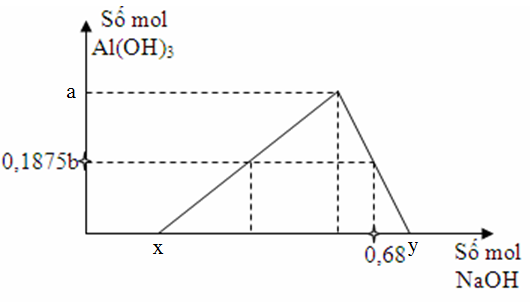 Số mol
Al(OH)₃
a
0,1875b
x
0,68
y
Số mol
NaOH